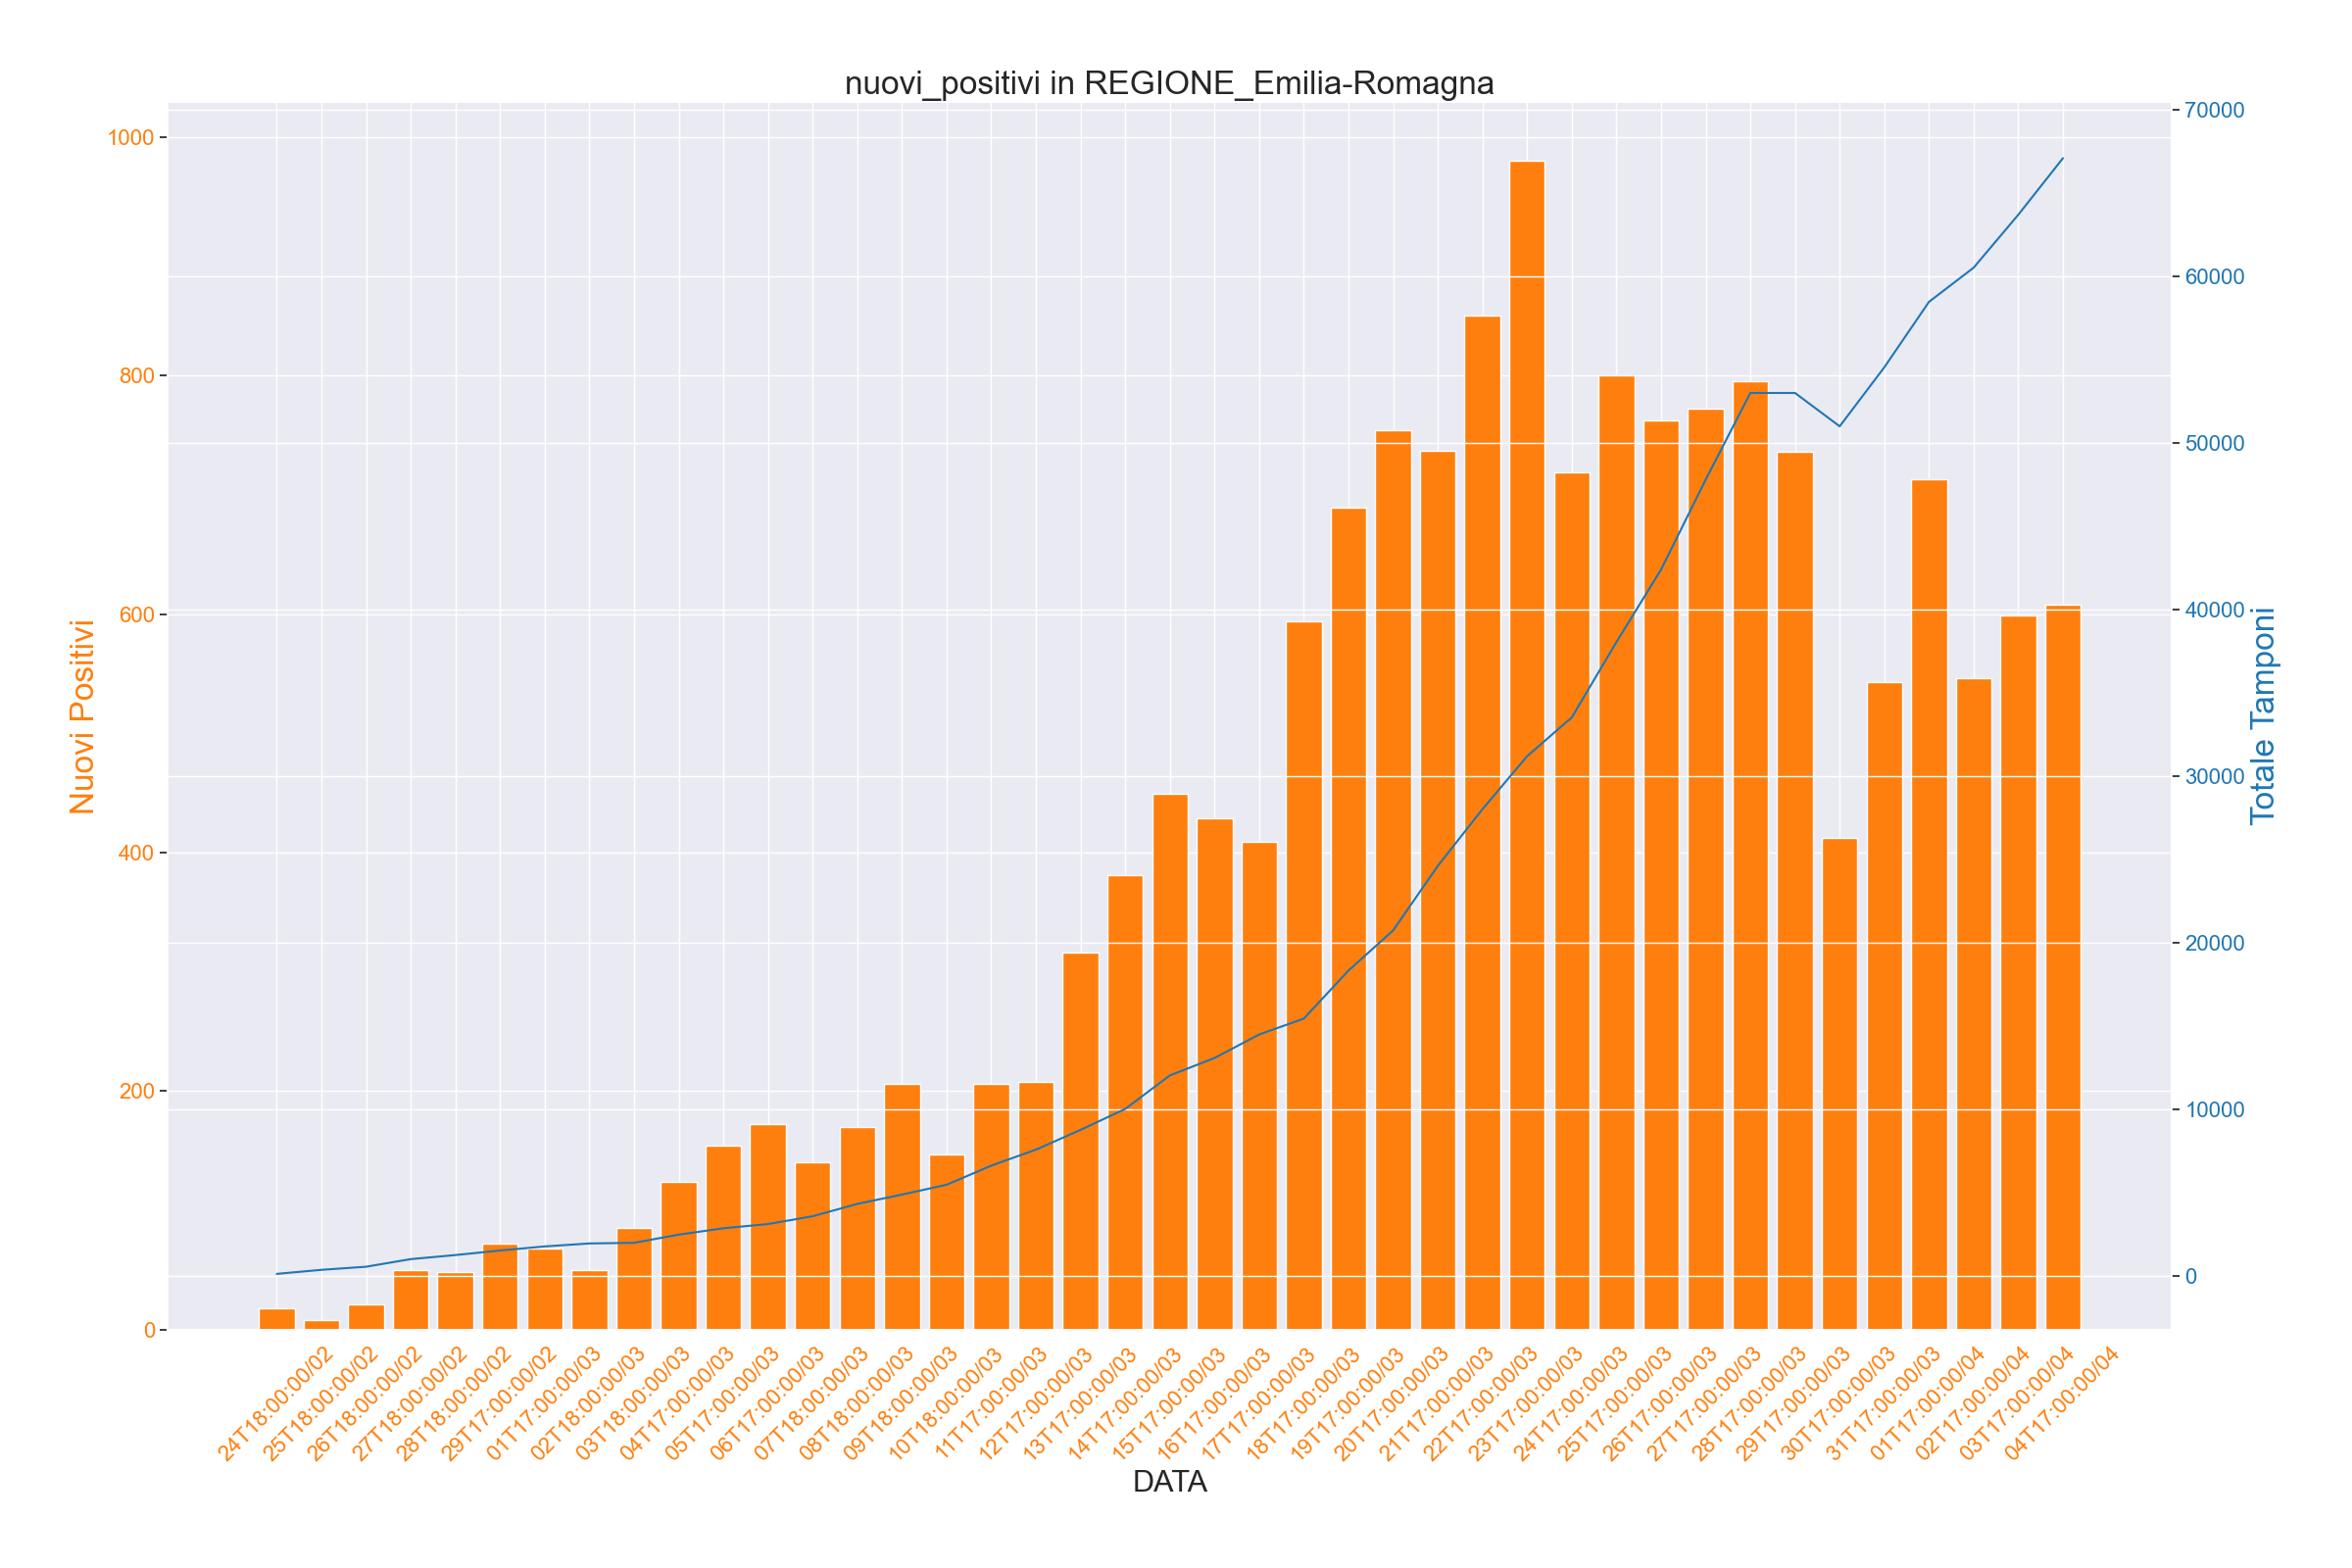 nuovi_positivi in REGIONE_Emilia-Romagna
1000
800
600
400
200
0
Nuovi Positivi
70000
60000
50000
40000
30000
20000
10000
0
Totale Tamponi
24T18:00:00/02
25T18:00:00/02
26T18:00:00/02
27T18:00:00/02
28T18:00:00/02
29T17:00:00/02
01T17:00:00/03
02T18:00:00/03
03T18:00:00/03
04T17:00:00/03
05T17:00:00/03
06T17:00:00/03
07T18:00:00/03
08T18:00:00/03
09T18:00:00/03
10T18:00:00/03
11T17:00:00/03
12T17:00:00/03
13T17:00:00/03
14T17:00:00/03
15T17:00:00/03
16T17:00:00/03
17T17:00:00/03
18T17:00:00/03
19T17:00:00/03
20T17:00:00/03
21T17:00:00/03
22T17:00:00/03
23T17:00:00/03
24T17:00:00/03
25T17:00:00/03
26T17:00:00/03
27T17:00:00/03
28T17:00:00/03
29T17:00:00/03
30T17:00:00/03
31T17:00:00/03
01T17:00:00/04
02T17:00:00/04
03T17:00:00/04
04T17:00:00/04
DATA